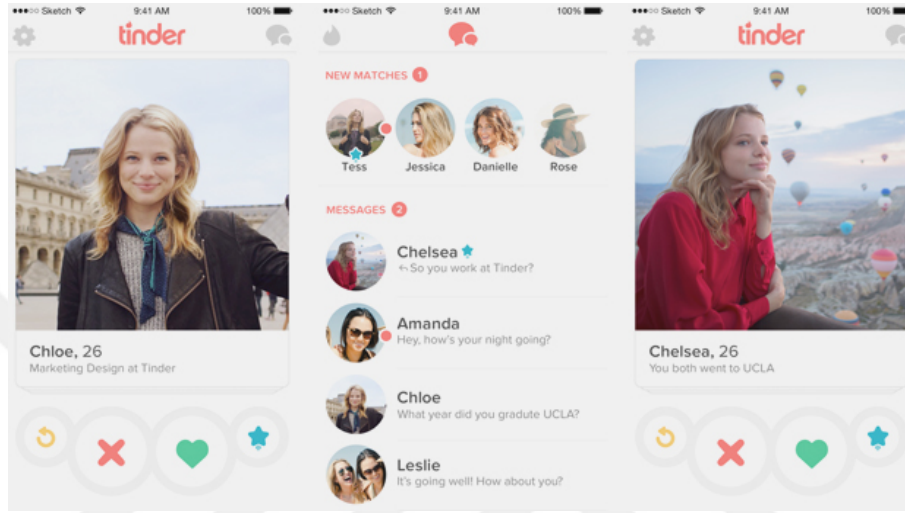 Sketch 9:41 AM 100%
tinder
Chloe, 26
Marketing Design at Tinder
Sketch 9:41 AM 100%
NEW MATCHES 1
Tess Jessica Danielle Rose
MESSAGES 2
Chelsea
So you work at Tinder?
Amanda
Hey, how's your night going?
Chloe
What year did you gradute UCLA?
Leslie
It's going well! How about you?
Sketch 9:41 AM 100%
tinder
Chelsea, 26
You both went to UCLA